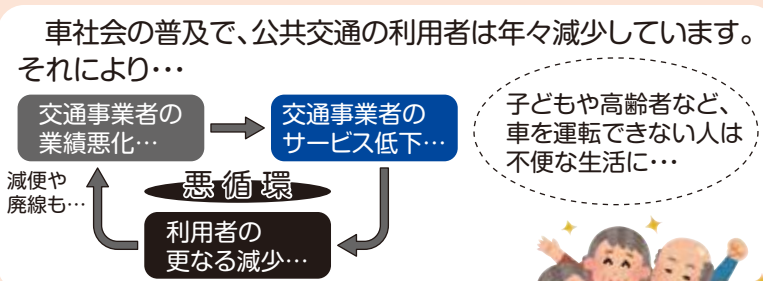 車社会の普及で、公共交通の利用者は年々減少しています。
それにより…
交通事業者の
業績悪化…
交通事業者の
サービス低下…
子どもや高齢者など、
車を運転できない人は
不便な生活に…
減便や
廃線も…
悪循環
利用者の
更なる減少…